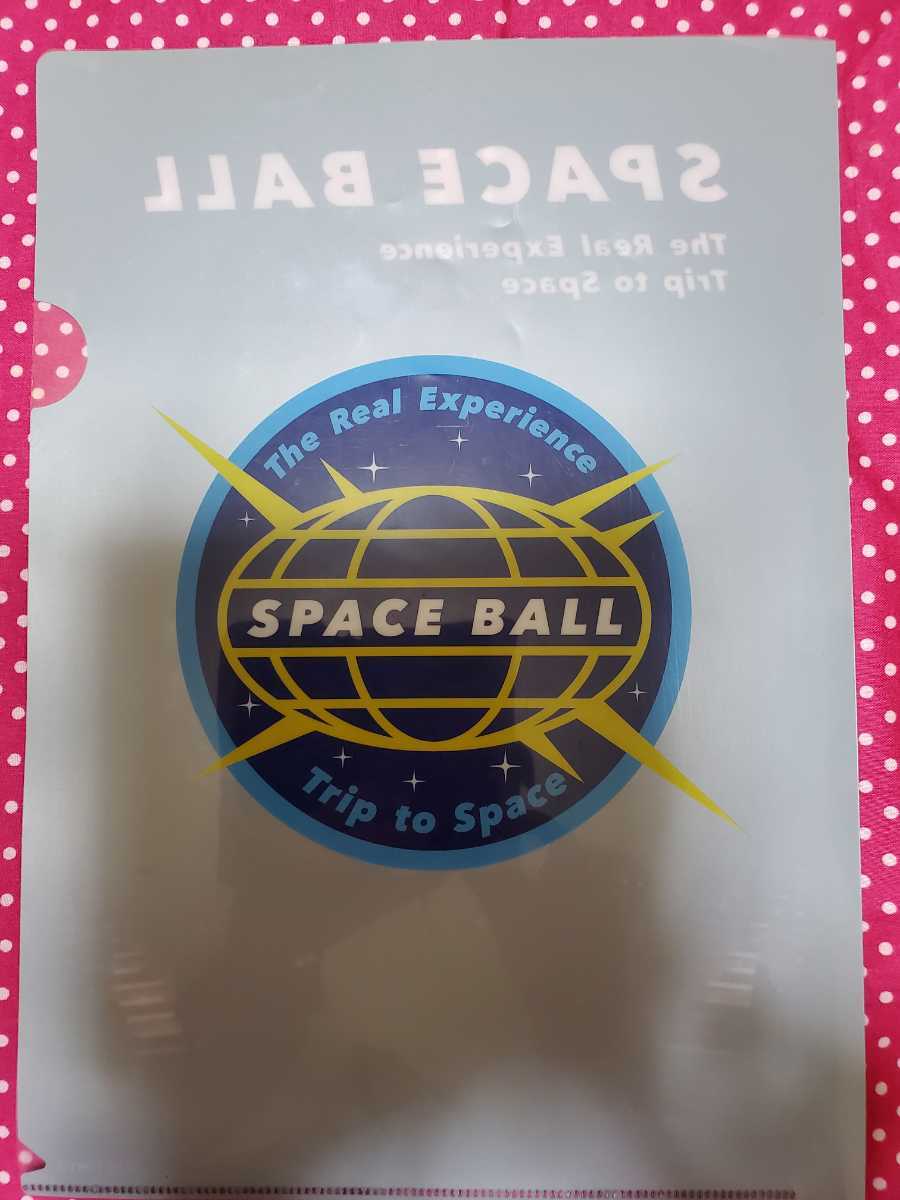 SPACE BALL
The Real Experience
Trip to Space
The Real Experience
SPACE BALL
Trip to Space